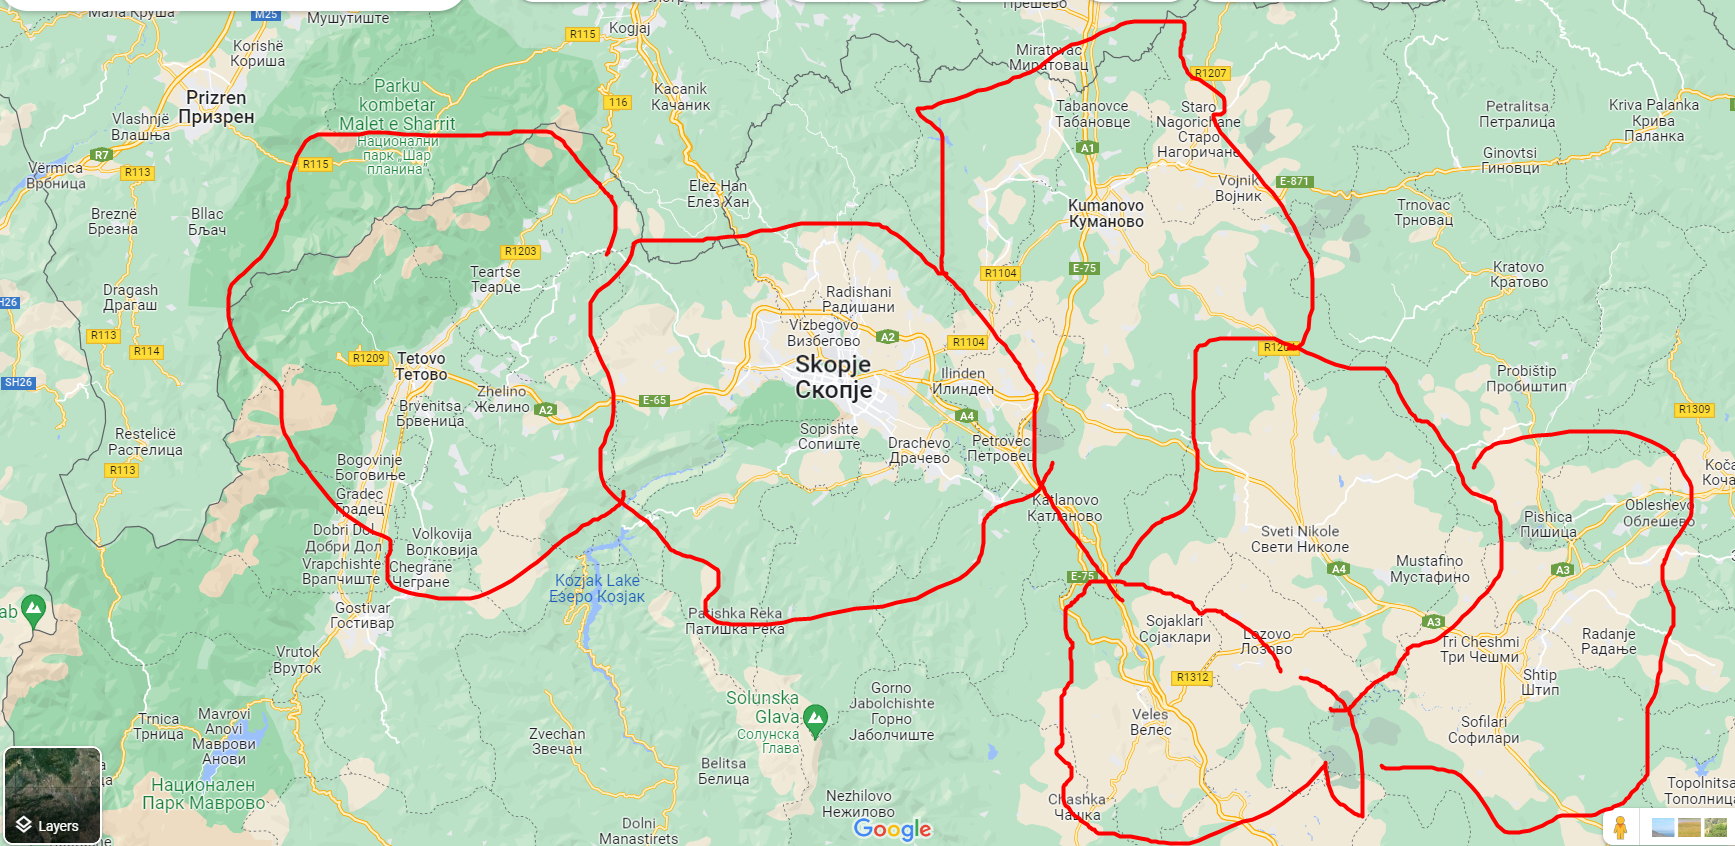 Мала Круша
M25
Мушутиште
Korishë
Кориша
Prizren
Призрен
Vlashnjë
Влашња
R7
Vërmica
Врбница
R113
Parku
kombetar
Malet e Sharrit
Национални
парк „Шар
планина“
R115
R115
Kogjaj
116
Kacanik
Качаник
Elez Han
Елез Хан
Miratovac
Миратовац
Tabanovce
Табановце
A1
R1207
Staro
Nagorichane
Старо
Нагоричане
Vojnik
Војник
E-871
Petralitsa
Петралица
Kriva Palanka
Крива
Паланка
Ginovtsi
Гиновци
Trnovac
Трновац
Kumanovo
Куманово
Brezně
Брезна
Bllac
Бљач
R1203
Teartse
Теарце
Dragash
Драгаш
R113
R114
SH26
R1209
Tetovo
Тетово
Zhelino
Желино
A2
Brvenitsa
Брвеница
E-65
Radishani
Радишани
Vizbegovo
Визбегово
A2
R1104
R1104
E-75
Skopje
Скопје
Ilinden
Илинден
A4
Sopishte
Сопиште
Drachevo
Драчево
Petrovec
Петровец
Kratovo
Кратово
Probištip
Пробиштип
R1309
Restelicë
Рестелица
R113
Bogovinje
Боговиње
Gradec
Градец
Dobri Dol
Добри Дол
Vrapchishte
Врапчиште
Volkovija
Волковија
Chegrane
Чегране
Gostivar
Гостивар
Vrutok
Вруток
Kozjak Lake
Езеро Козјак
Patishka Reka
Патишка Река
Katlanovo
Катланово
E-75
Sveti Nikole
Свети Николе
A4
Mustafino
Мустафино
Pishica
Пишица
A3
Obleshevo
Облешево
A3
Sojaklari
Сојаклари
Lozovo
Лозово
R1312
Veles
Велес
Tri Cheshmi
Три Чешми
Shtip
Штип
Radanje
Радање
Sofilari
Софилари
Trnica
Трница
Mavrovi
Anovi
Маврови
Анови
Национален
Парк Маврово
Zvechan
Звечан
Solunska
Glava
Солунска
Глава
Gorno
Jabolchishte
Горно
Јаболчиште
Belitsa
Белица
Nezhilovo
Нежилово
Dolni
Manastirets
Chashka
Чашка
Topolnitsa
Layers
Google